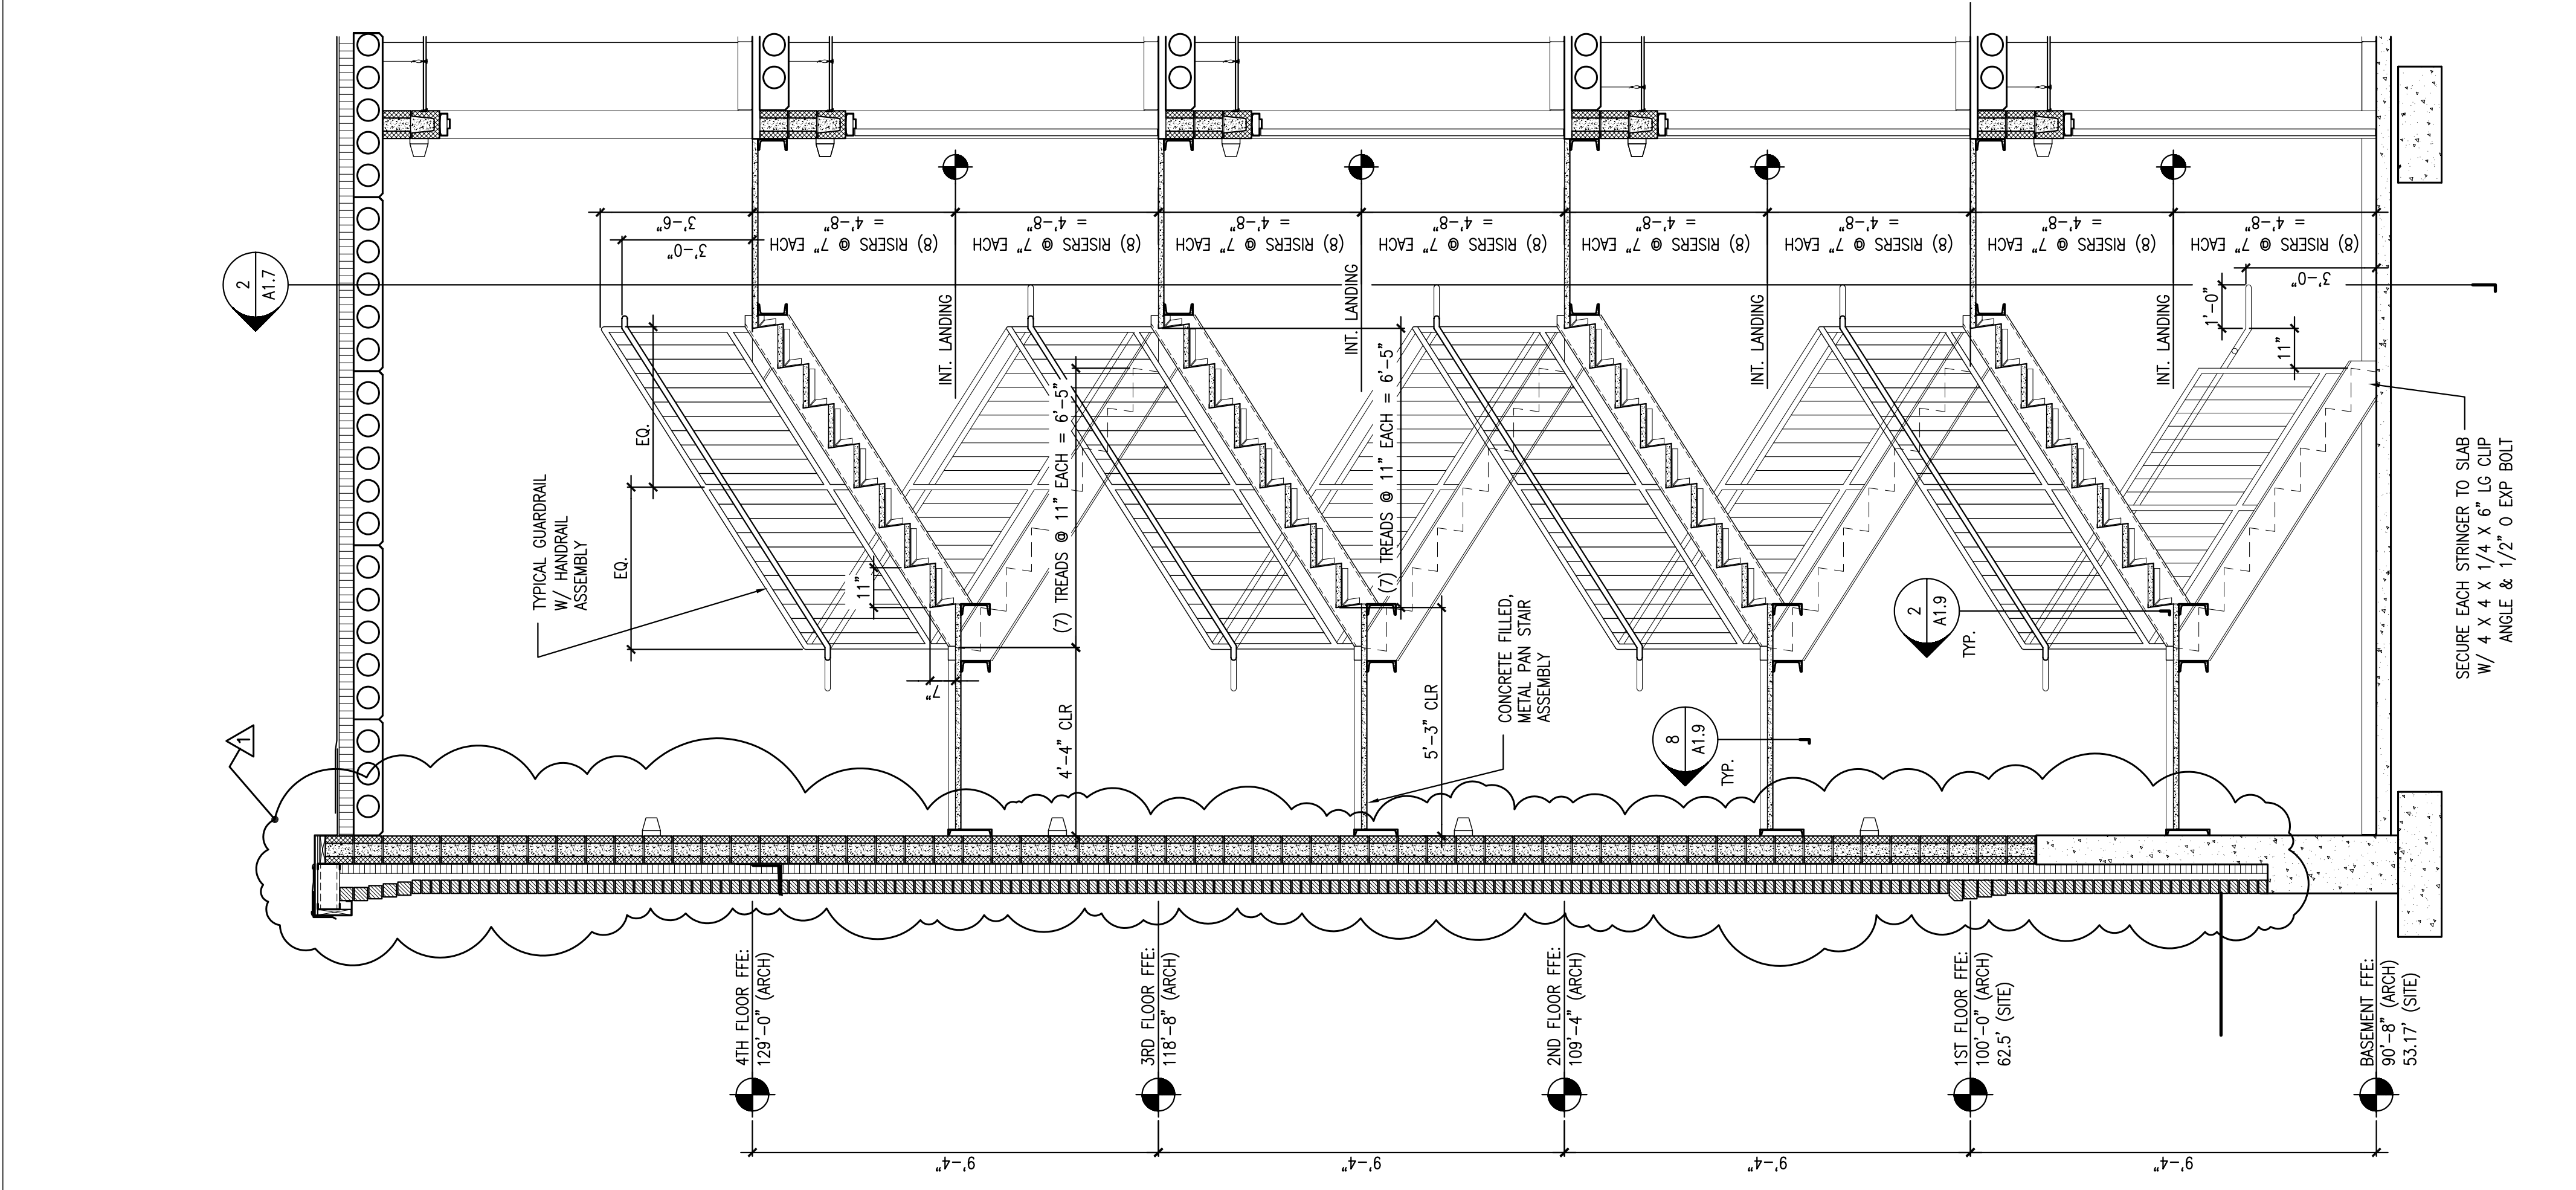 2
A1.7
1
TYPICAL GUARDRAIL
W/ HANDRAIL
ASSEMBLY
EQ.
EQ.
11"
7"
3'-6"
3'-0"
(8) RISERS @ 7" EACH
= 4'-8"
(8) RISERS @ 7" EACH
= 4'-8"
(8) RISERS @ 7" EACH
= 4'-8"
(8) RISERS @ 7" EACH
= 4'-8"
(8) RISERS @ 7" EACH
= 4'-8"
(8) RISERS @ 7" EACH
= 4'-8"
(8) RISERS @ 7" EACH
= 4'-8"
(8) RISERS @ 7" EACH
= 4'-8"
INT. LANDING
INT. LANDING
INT. LANDING
INT. LANDING
(7) TREADS @ 11" EACH = 6'-5"
4'-4" CLR
(7) TREADS @ 11" EACH = 6'-5"
5'-3" CLR
CONCRETE FILLED,
METAL PAN STAIR
ASSEMBLY
8
A1.9
TYP.
2
A1.9
TYP.
1'-0"
11"
3'-0"
SECURE EACH STRINGER TO SLAB
W/ 4 X 4 X 1/4 X 6" LG CLIP
ANGLE & 1/2" O EXP BOLT
4TH FLOOR FFE:
129'-0" (ARCH)
3RD FLOOR FFE:
118'-8" (ARCH)
2ND FLOOR FFE:
109'-4" (ARCH)
1ST FLOOR FFE:
100'-0" (ARCH)
62.5' (SITE)
BASEMENT FFE:
90'-8" (ARCH)
53.17' (SITE)
9'-4"
9'-4"
9'-4"
9'-4"